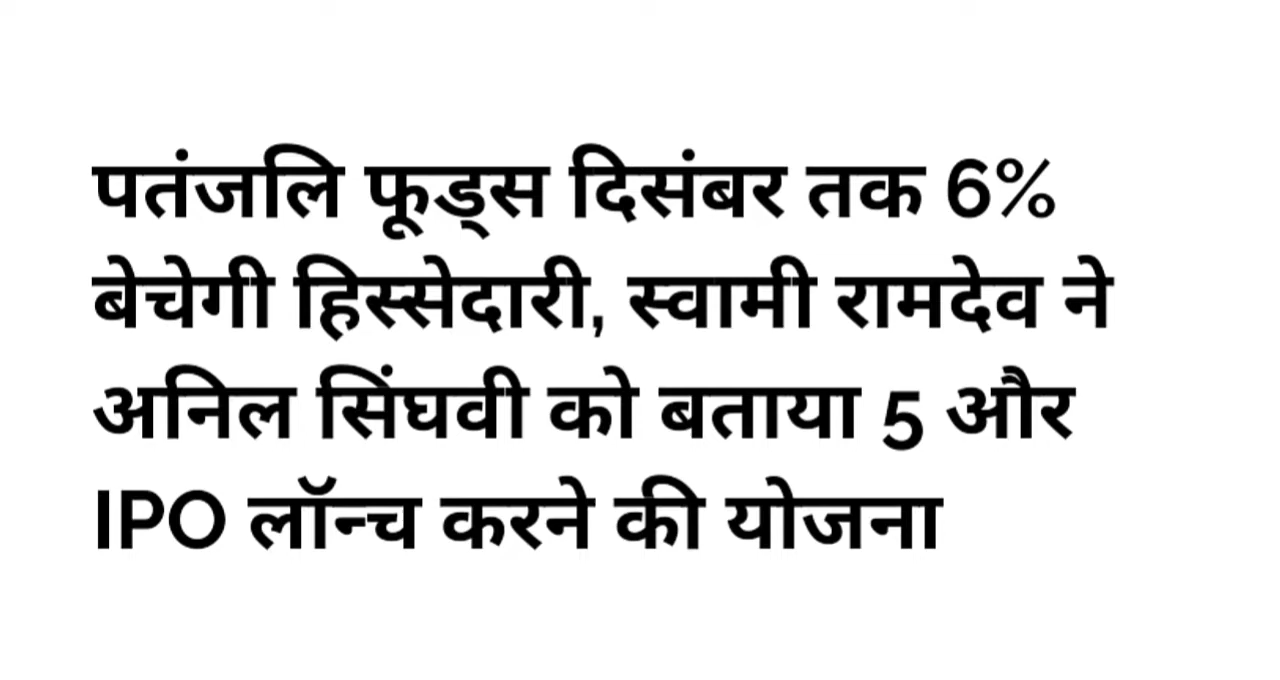 पतंजलि फूड्स दिसंबर तक 6%
बेचेगी हिस्सेदारी, स्वामी रामदेव ने
अनिल सिंघवी को बताया 5 और
IPO लॉन्च करने की योजना